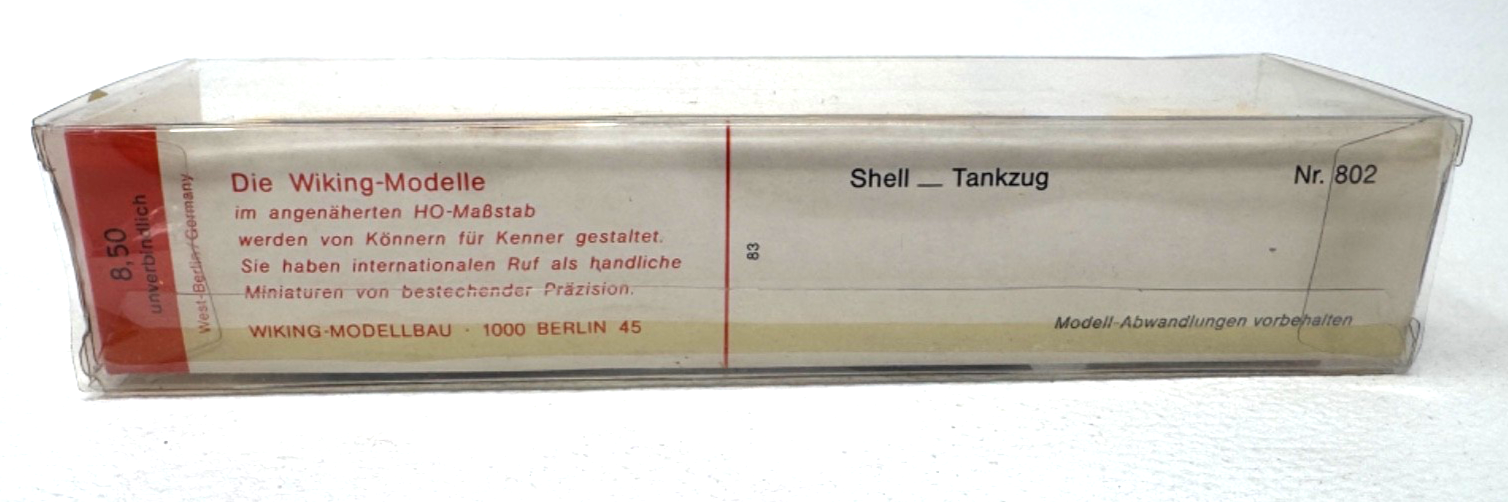 8,50
unverbindlich
West-Berlin/Germany
Die Wiking-Modelle
im angenäherten HO-Maßstab
werden von Könnern für Kenner gestaltet.
Sie haben internationalen Ruf als handliche
Miniaturen von bestechender Präzision.
WIKING-MODELLBAU · 1000 BERLIN 45
83
Shell — Tankzug Nr. 802
Modell-Abwandlungen vorbehalten